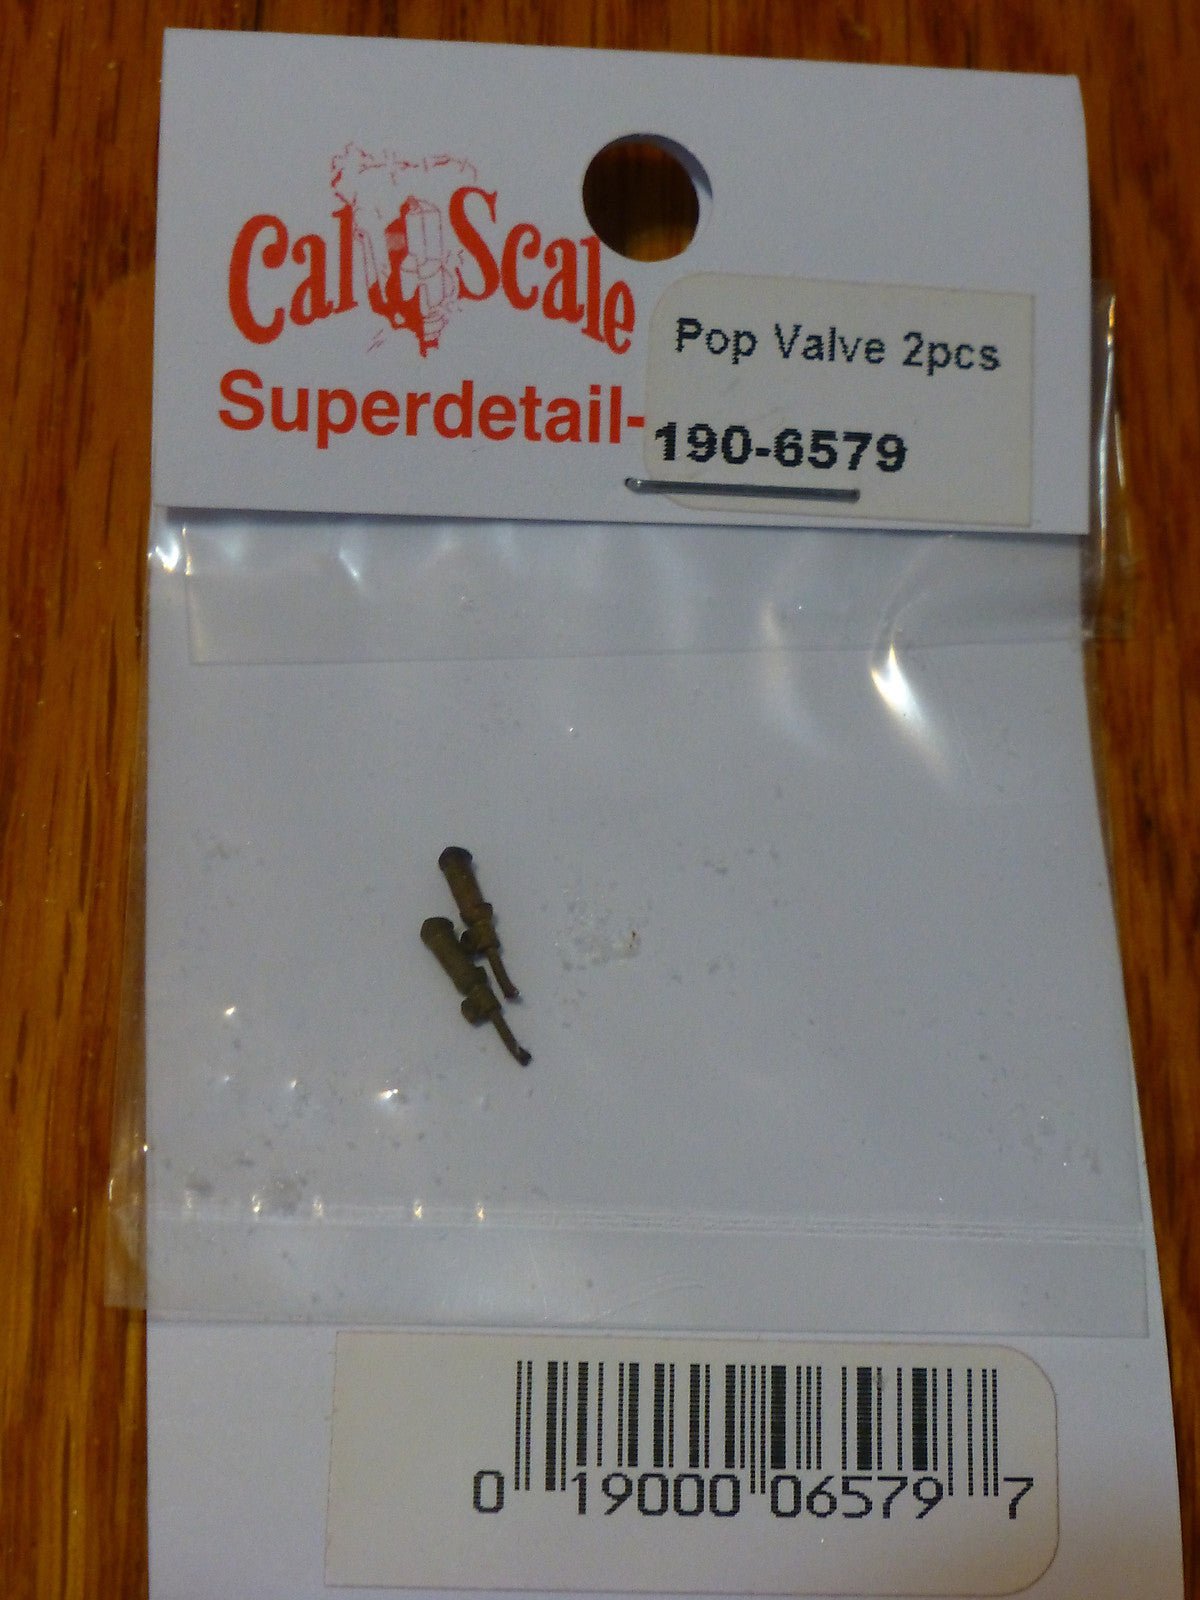 Cal Scale
Superdetail-
Pop Valve 2pcs
190-6579
0 19000 06579 7